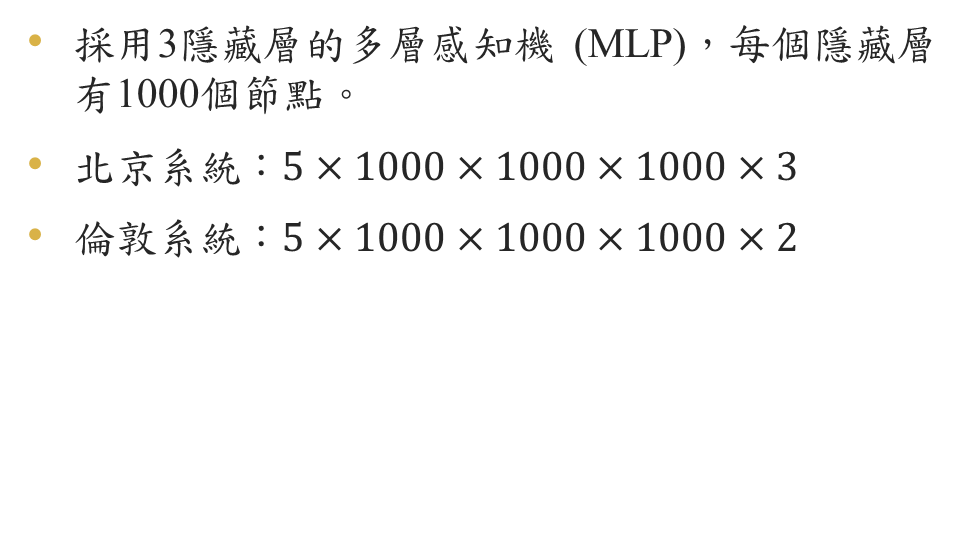 • 採用3隱藏層的多層感知機 (MLP)，每個隱藏層
有1000個節點。
• 北京系統：5 × 1000 × 1000 × 1000 × 3
• 倫敦系統：5 × 1000 × 1000 × 1000 × 2